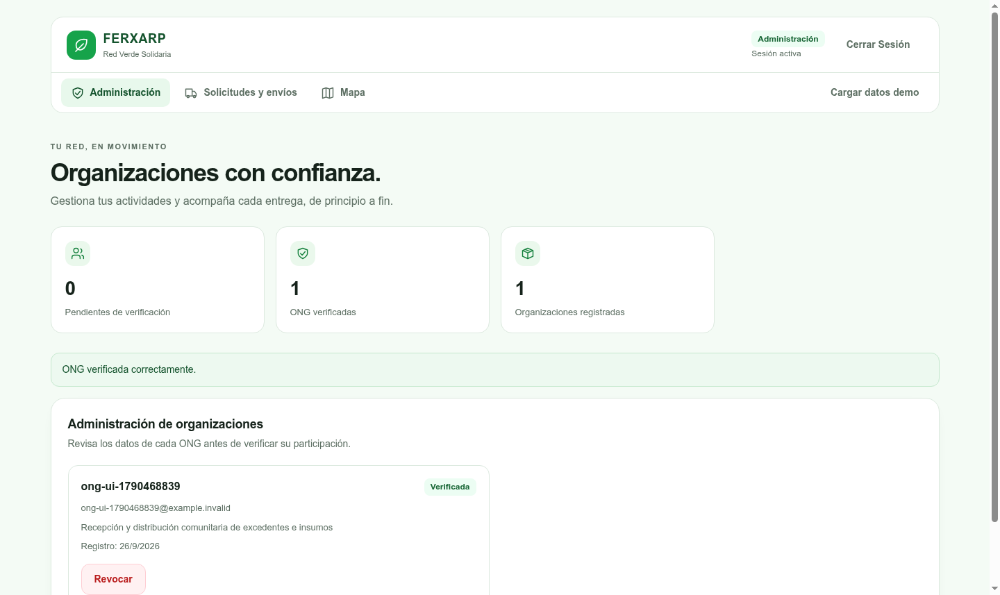 FERXARP
Red Verde Solidaria
Administración
Sesión activa
Cerrar Sesión
Administración
Solicitudes y envíos
Mapa
Cargar datos demo
TU RED, EN MOVIMIENTO
Organizaciones con confianza.
Gestiona tus actividades y acompaña cada entrega, de principio a fin.
0
Pendientes de verificación
1
ONG verificadas
1
Organizaciones registradas
ONG verificada correctamente.
Administración de organizaciones
Revisa los datos de cada ONG antes de verificar su participación.
ong-ui-1790468839
Verificada
ong-ui-1790468839@example.invalid
Recepción y distribución comunitaria de excedentes e insumos
Registro: 26/9/2026
Revocar